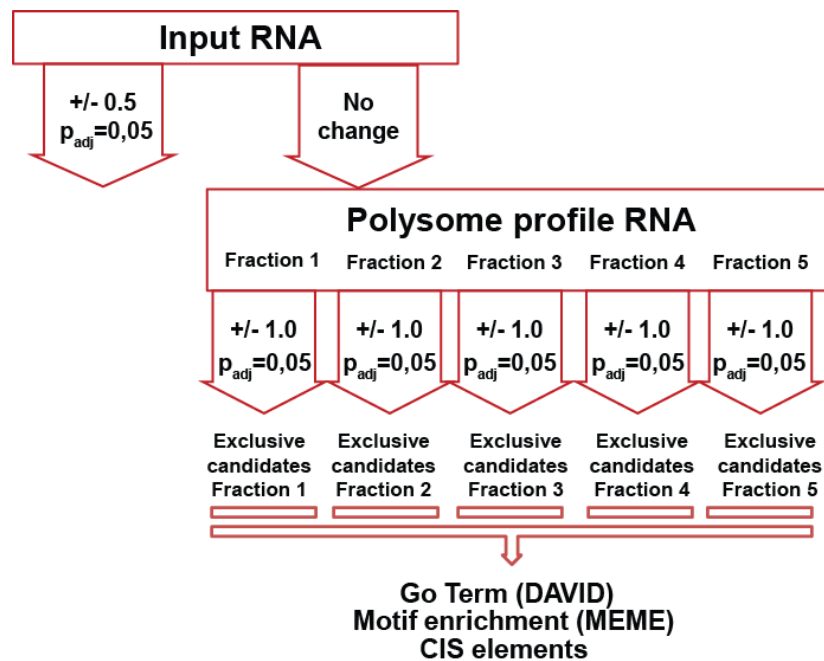 Input RNA
+/- 0.5
padj=0,05
No
change
Polysome profile RNA
Fraction 1 Fraction 2 Fraction 3 Fraction 4 Fraction 5
+/- 1.0 +/- 1.0 +/- 1.0 +/- 1.0 +/- 1.0
padj=0,05 padj=0,05 padj=0,05 padj=0,05 padj=0,05
Exclusive Exclusive Exclusive Exclusive Exclusive
candidates candidates candidates candidates candidates
Fraction 1 Fraction 2 Fraction 3 Fraction 4 Fraction 5
Go Term (DAVID)
Motif enrichment (MEME)
CIS elements